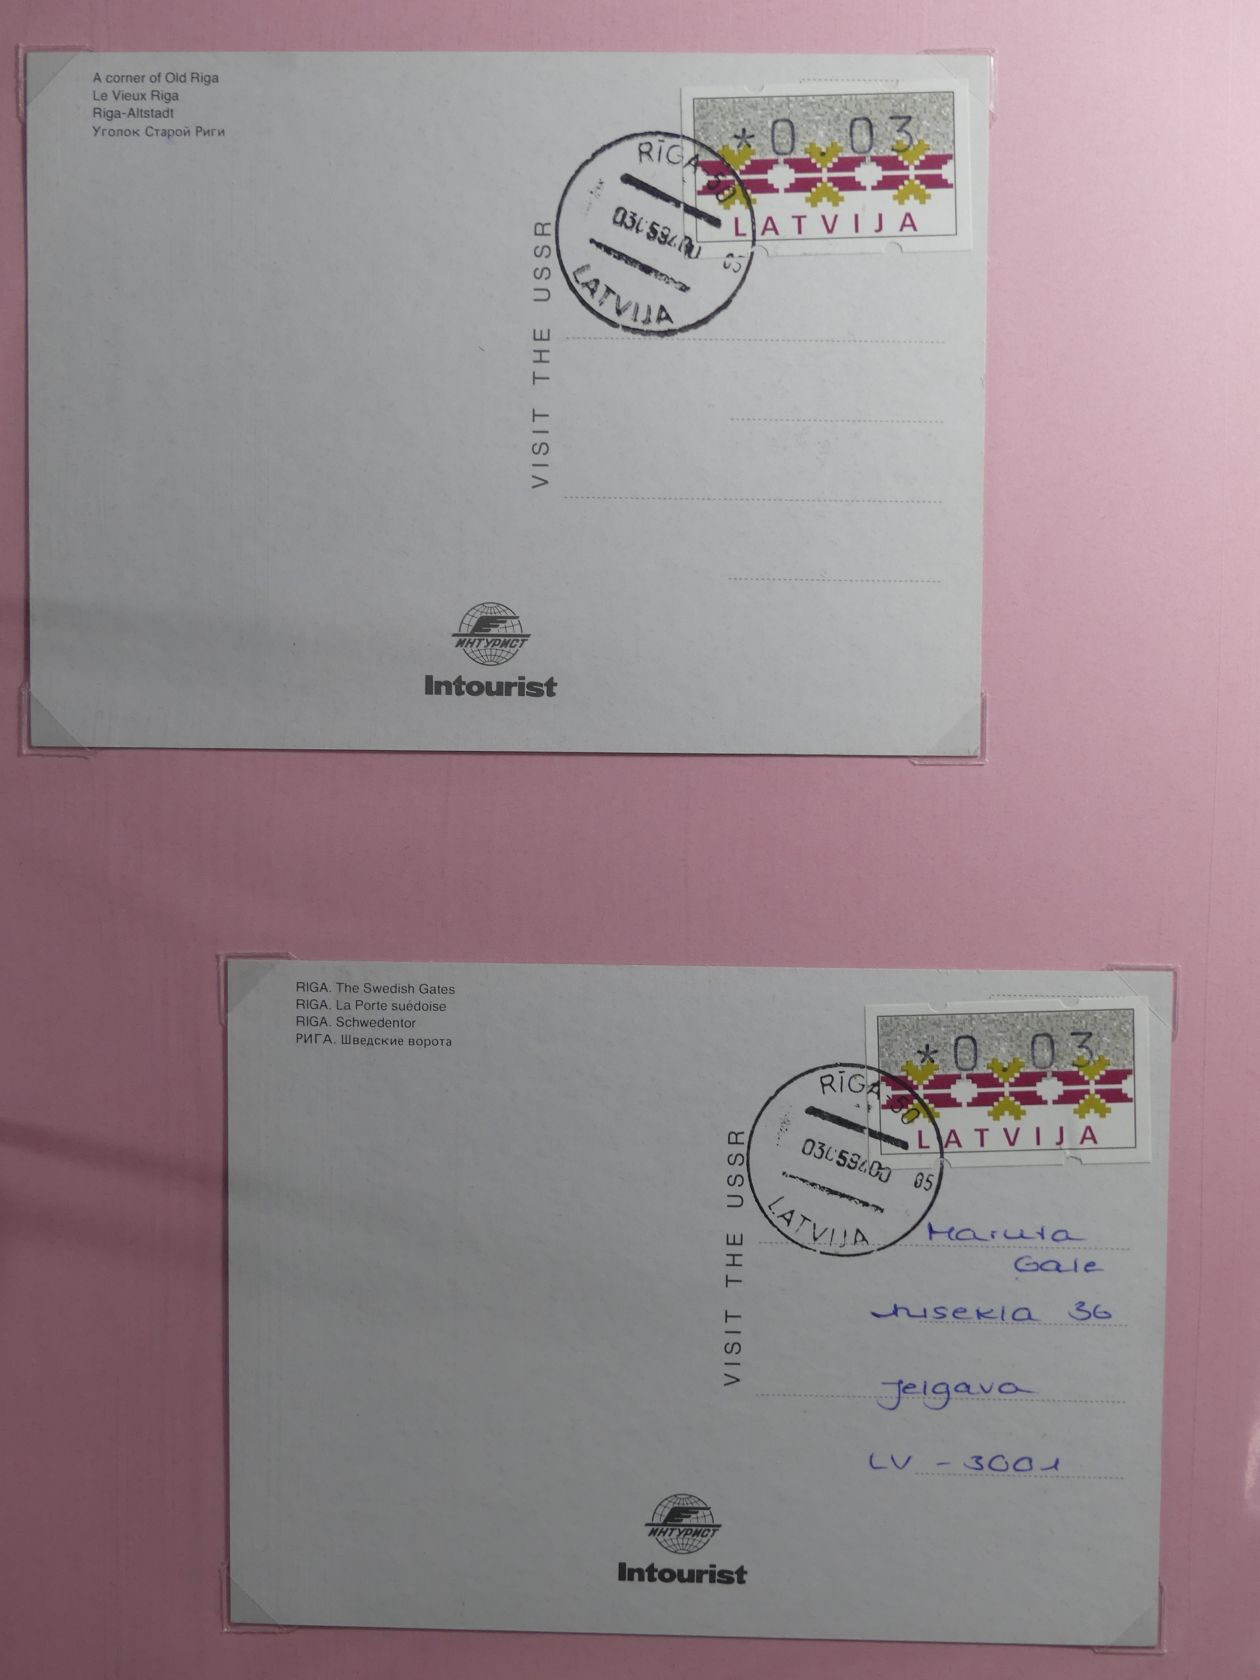 A corner of Old Riga
Le Vieux Riga
Riga-Altstadt
Уголок Старой Риги
*0.03
LATVIJA
RĪGA-50
05
LATVIJA
VISIT THE USSR
ИНТУРИСТ
Intourist
RIGA. The Swedish Gates
RIGA. La Porte suédoise
RIGA. Schwedentor
РИГА. Шведские ворота
*0.03
LATVIJA
RĪGA-50
05
LATVIJA
VISIT THE USSR
Gaie
36
Jelgava
LV - 3001
ИНТУРИСТ
Intourist